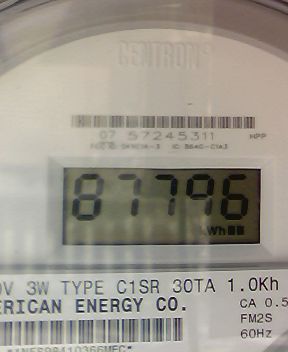 CENTRON®
07 57245311
87796
kWh
0V 3W TYPE C1SR 30TA 1.0Kh
ERICAN ENERGY CO.
CA 0.5
FM2S
60Hz